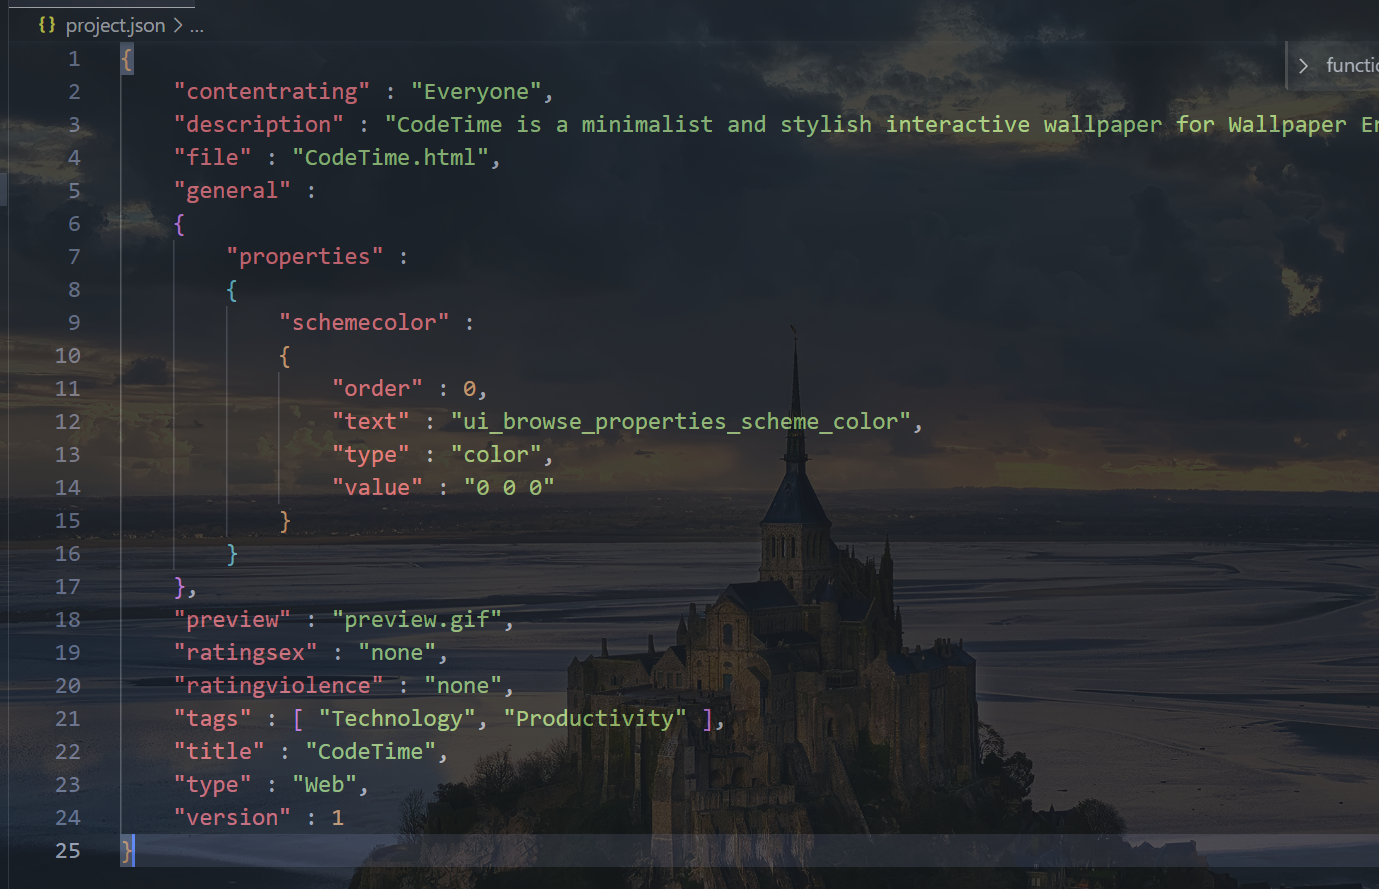 {} project.json > ...
1 {
2 "contentrating" : "Everyone",
3 "description" : "CodeTime is a minimalist and stylish interactive wallpaper for Wallpaper
4 "file" : "CodeTime.html",
5 "general" :
6 {
7 "properties" :
8 {
9 "schemecolor" :
10 {
11 "order" : 0,
12 "text" : "ui_browse_properties_scheme_color",
13 "type" : "color",
14 "value" : "0 0 0"
15 }
16 }
17 },
18 "preview" : "preview.gif",
19 "ratingsex" : "none",
20 "ratingviolence" : "none",
21 "tags" : [ "Technology", "Productivity" ],
22 "title" : "CodeTime",
23 "type" : "Web",
24 "version" : 1
25 }